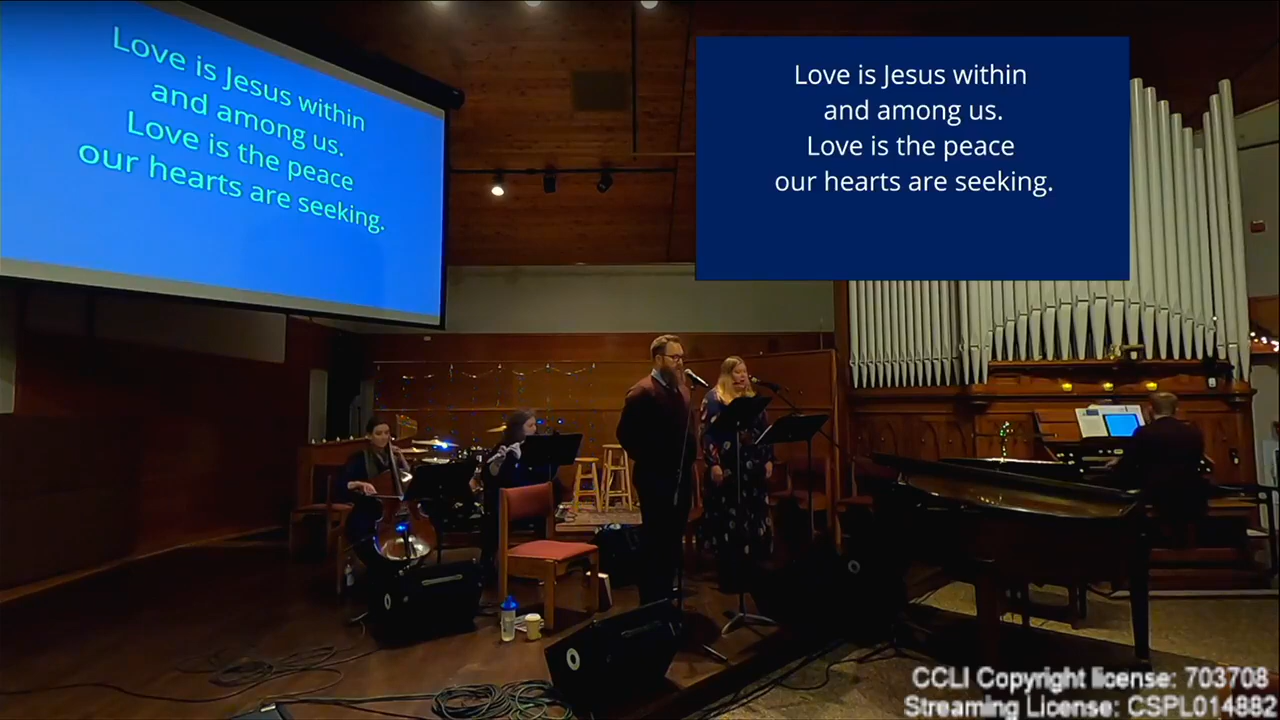 Love is Jesus within
and among us.
Love is the peace
our hearts are seeking.
Love is Jesus within
and among us.
Love is the peace
our hearts are seeking.
CCLI Copyright license: 703708
Streaming License: CSPL014882